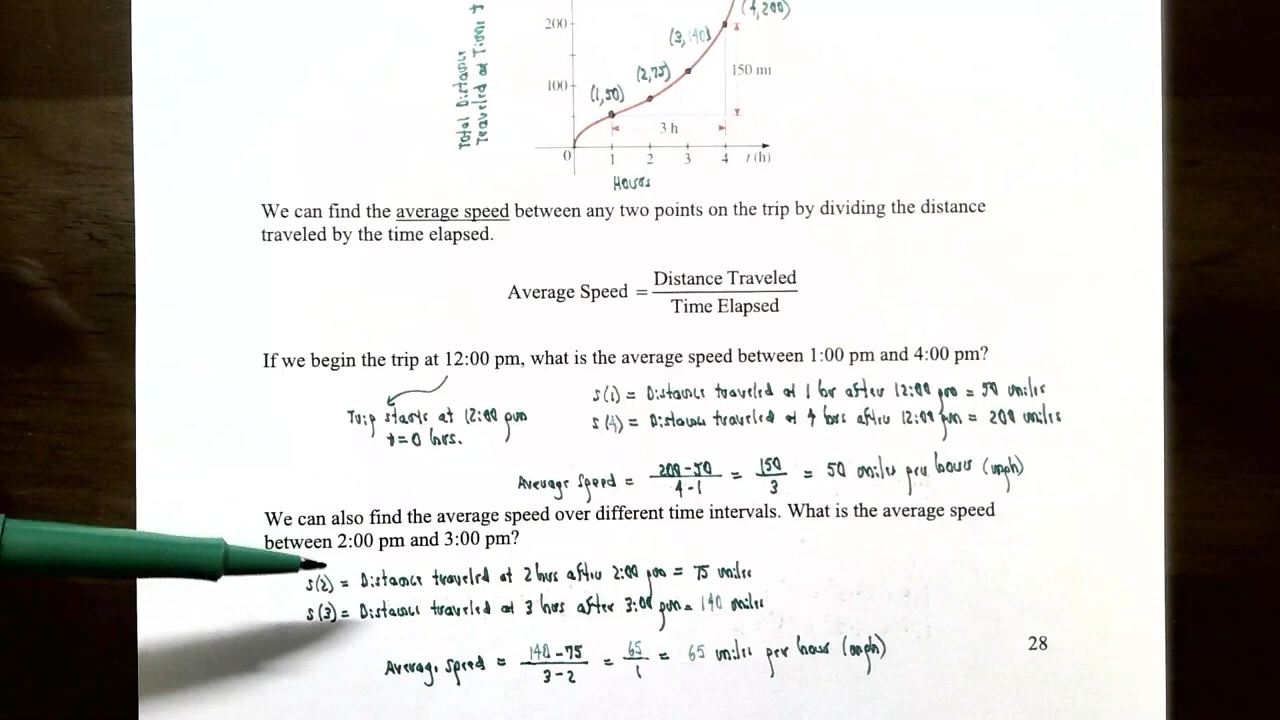 200
(4,200)
(3,140)
Total Distance
Traveled at Time t
(2,75)
150 mi
100
(1,50)
3 h
0 1 2 3 4 t (h)
Hours
We can find the average speed between any two points on the trip by dividing the distance
traveled by the time elapsed.
Average Speed = Distance Traveled
Time Elapsed
If we begin the trip at 12:00 pm, what is the average speed between 1:00 pm and 4:00 pm?
s(1) = Distance traveled at 1 hr after 12:00 pm = 50 miles
Trip starts at 12:00 pm
s(4) = Distance traveled at 4 hrs after 12:00 pm = 200 miles
t=0 hrs.
Average speed = 200-50 / 4-1 = 150 / 3 = 50 miles per hour (mph)
We can also find the average speed over different time intervals. What is the average speed
between 2:00 pm and 3:00 pm?
s(2) = Distance traveled at 2 hrs after 2:00 pm = 75 miles
s(3) = Distance traveled at 3 hrs after 3:00 pm = 140 miles
28
Average speed = 140-75 / 3-2 = 65 / 1 = 65 miles per hour (mph)